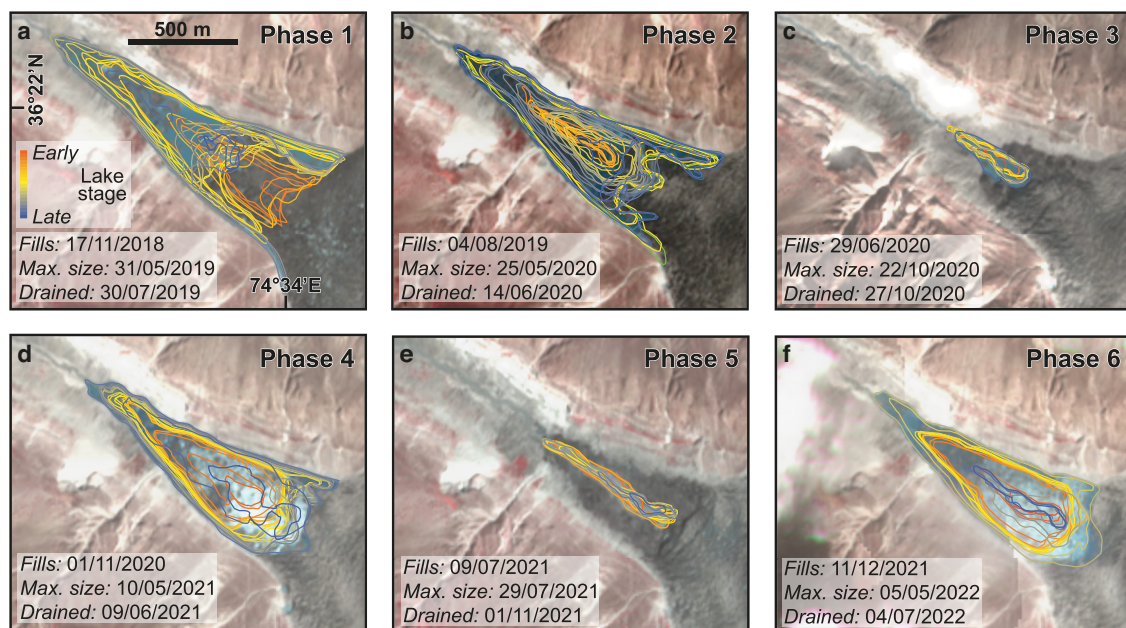 a
500 m
Phase 1
36°22'N
Early
Lake
stage
Late
Fills: 17/11/2018
Max. size: 31/05/2019
Drained: 30/07/2019
74°34'E
b
Phase 2
Fills: 04/08/2019
Max. size: 25/05/2020
Drained: 14/06/2020
c
Phase 3
Fills: 29/06/2020
Max. size: 22/10/2020
Drained: 27/10/2020
d
Phase 4
Fills: 01/11/2020
Max. size: 10/05/2021
Drained: 09/06/2021
e
Phase 5
Fills: 09/07/2021
Max. size: 29/07/2021
Drained: 01/11/2021
f
Phase 6
Fills: 11/12/2021
Max. size: 05/05/2022
Drained: 04/07/2022